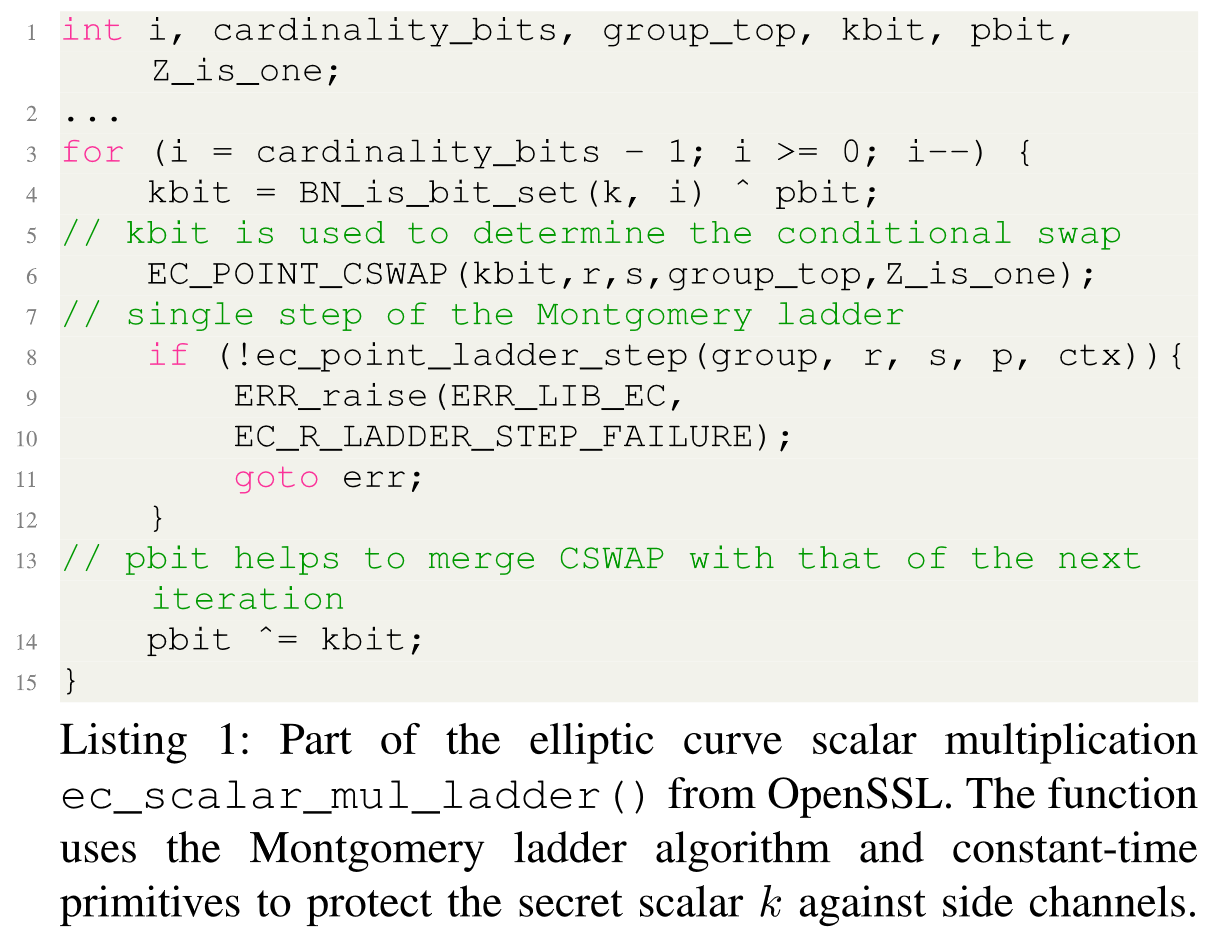 1 int i, cardinality_bits, group_top, kbit, pbit,
Z_is_one;
2 ...
3 for (i = cardinality_bits - 1; i >= 0; i--) {
4 kbit = BN_is_bit_set(k, i) ^ pbit;
5 // kbit is used to determine the conditional swap
6 EC_POINT_CSWAP(kbit,r,s,group_top,Z_is_one);
7 // single step of the Montgomery ladder
8 if (!ec_point_ladder_step(group, r, s, p, ctx)){
9 ERR_raise(ERR_LIB_EC,
10 EC_R_LADDER_STEP_FAILURE);
11 goto err;
12 }
13 // pbit helps to merge CSWAP with that of the next
iteration
14 pbit ^= kbit;
15 }
Listing 1: Part of the elliptic curve scalar multiplication
ec_scalar_mul_ladder() from OpenSSL. The function
uses the Montgomery ladder algorithm and constant-time
primitives to protect the secret scalar k against side channels.